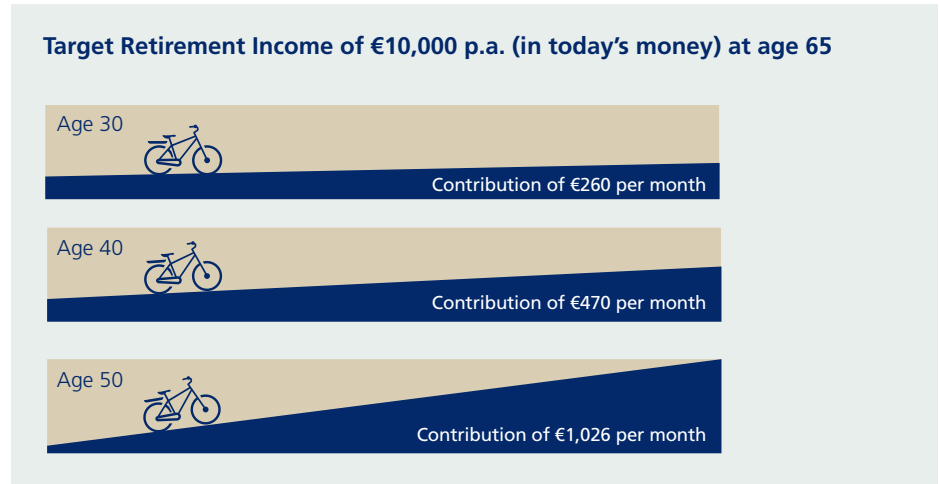 Target Retirement Income of €10,000 p.a. (in today's money) at age 65
Age 30
Contribution of €260 per month
Age 40
Contribution of €470 per month
Age 50
Contribution of €1,026 per month